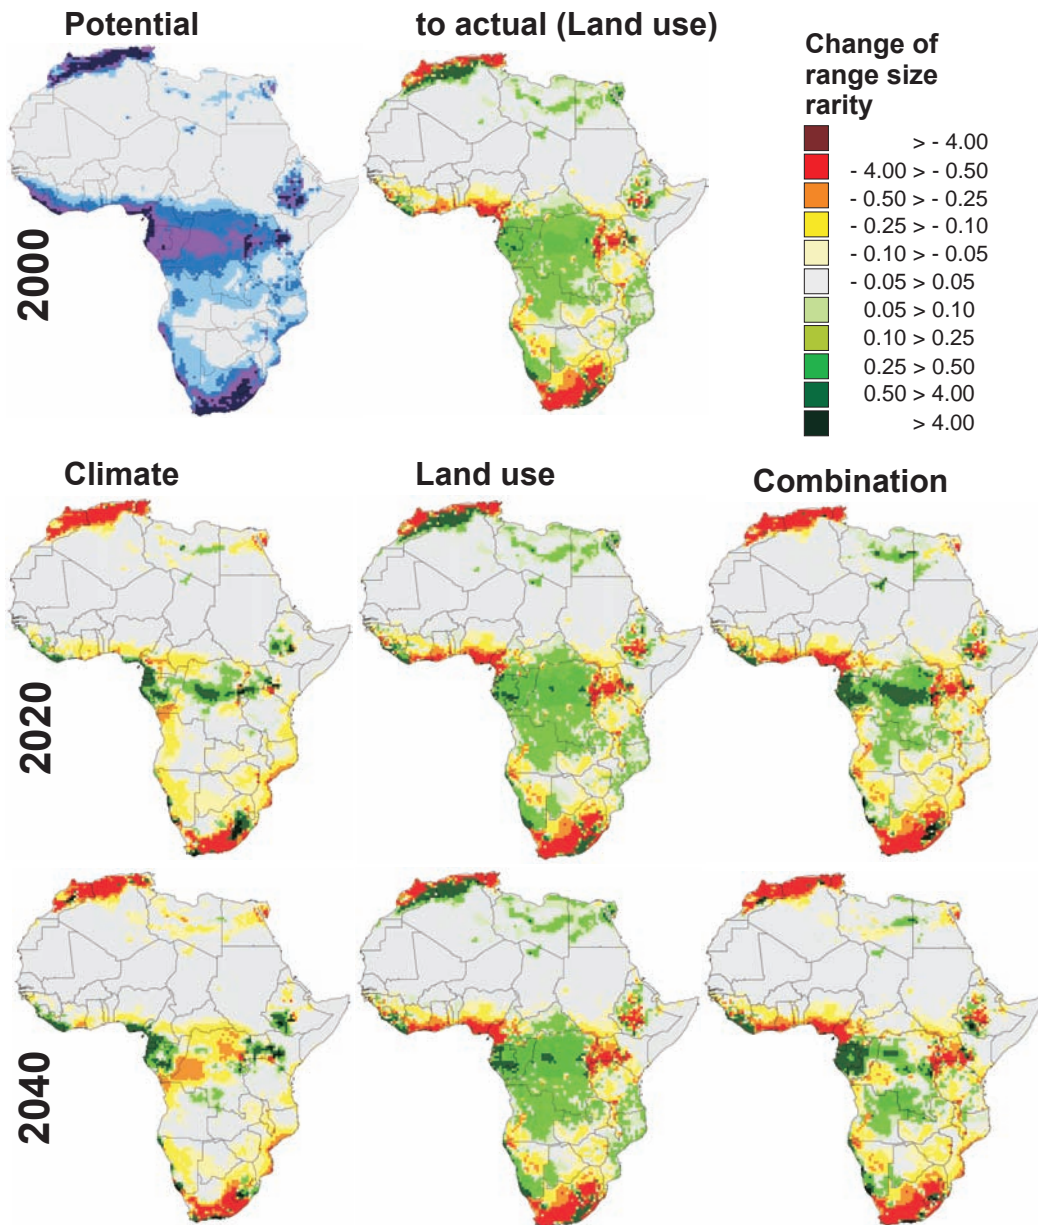 Potential
to actual (Land use)
Change of
range size
rarity
> - 4.00
- 4.00 > - 0.50
- 0.50 > - 0.25
- 0.25 > - 0.10
- 0.10 > - 0.05
- 0.05 > 0.05
0.05 > 0.10
0.10 > 0.25
0.25 > 0.50
0.50 > 4.00
> 4.00
2000
Climate
Land use
Combination
2020
2040